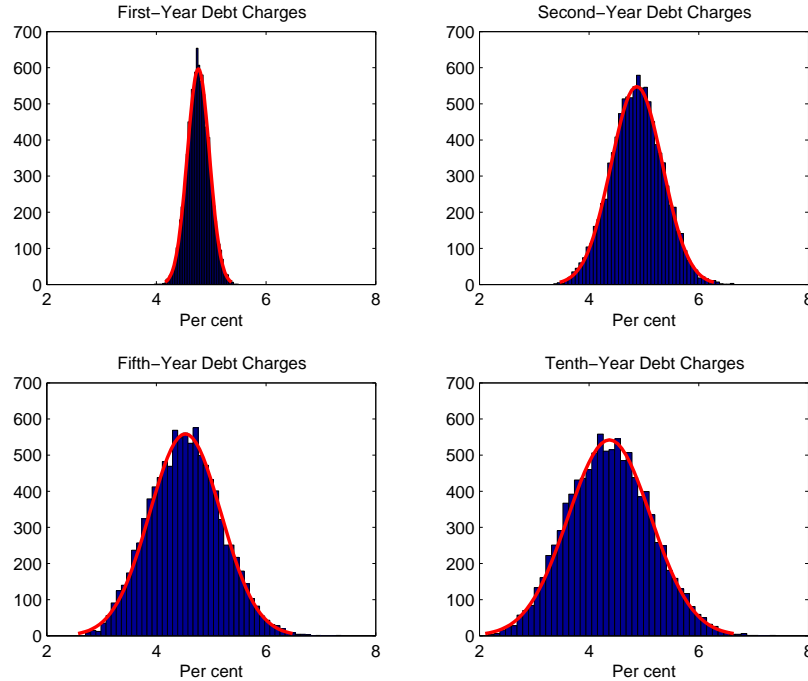 First−Year Debt Charges
700
600
500
400
300
200
100
0
2 4 6 8
Per cent
Second−Year Debt Charges
700
600
500
400
300
200
100
0
2 4 6 8
Per cent
Fifth−Year Debt Charges
700
600
500
400
300
200
100
0
2 4 6 8
Per cent
Tenth−Year Debt Charges
700
600
500
400
300
200
100
0
2 4 6 8
Per cent